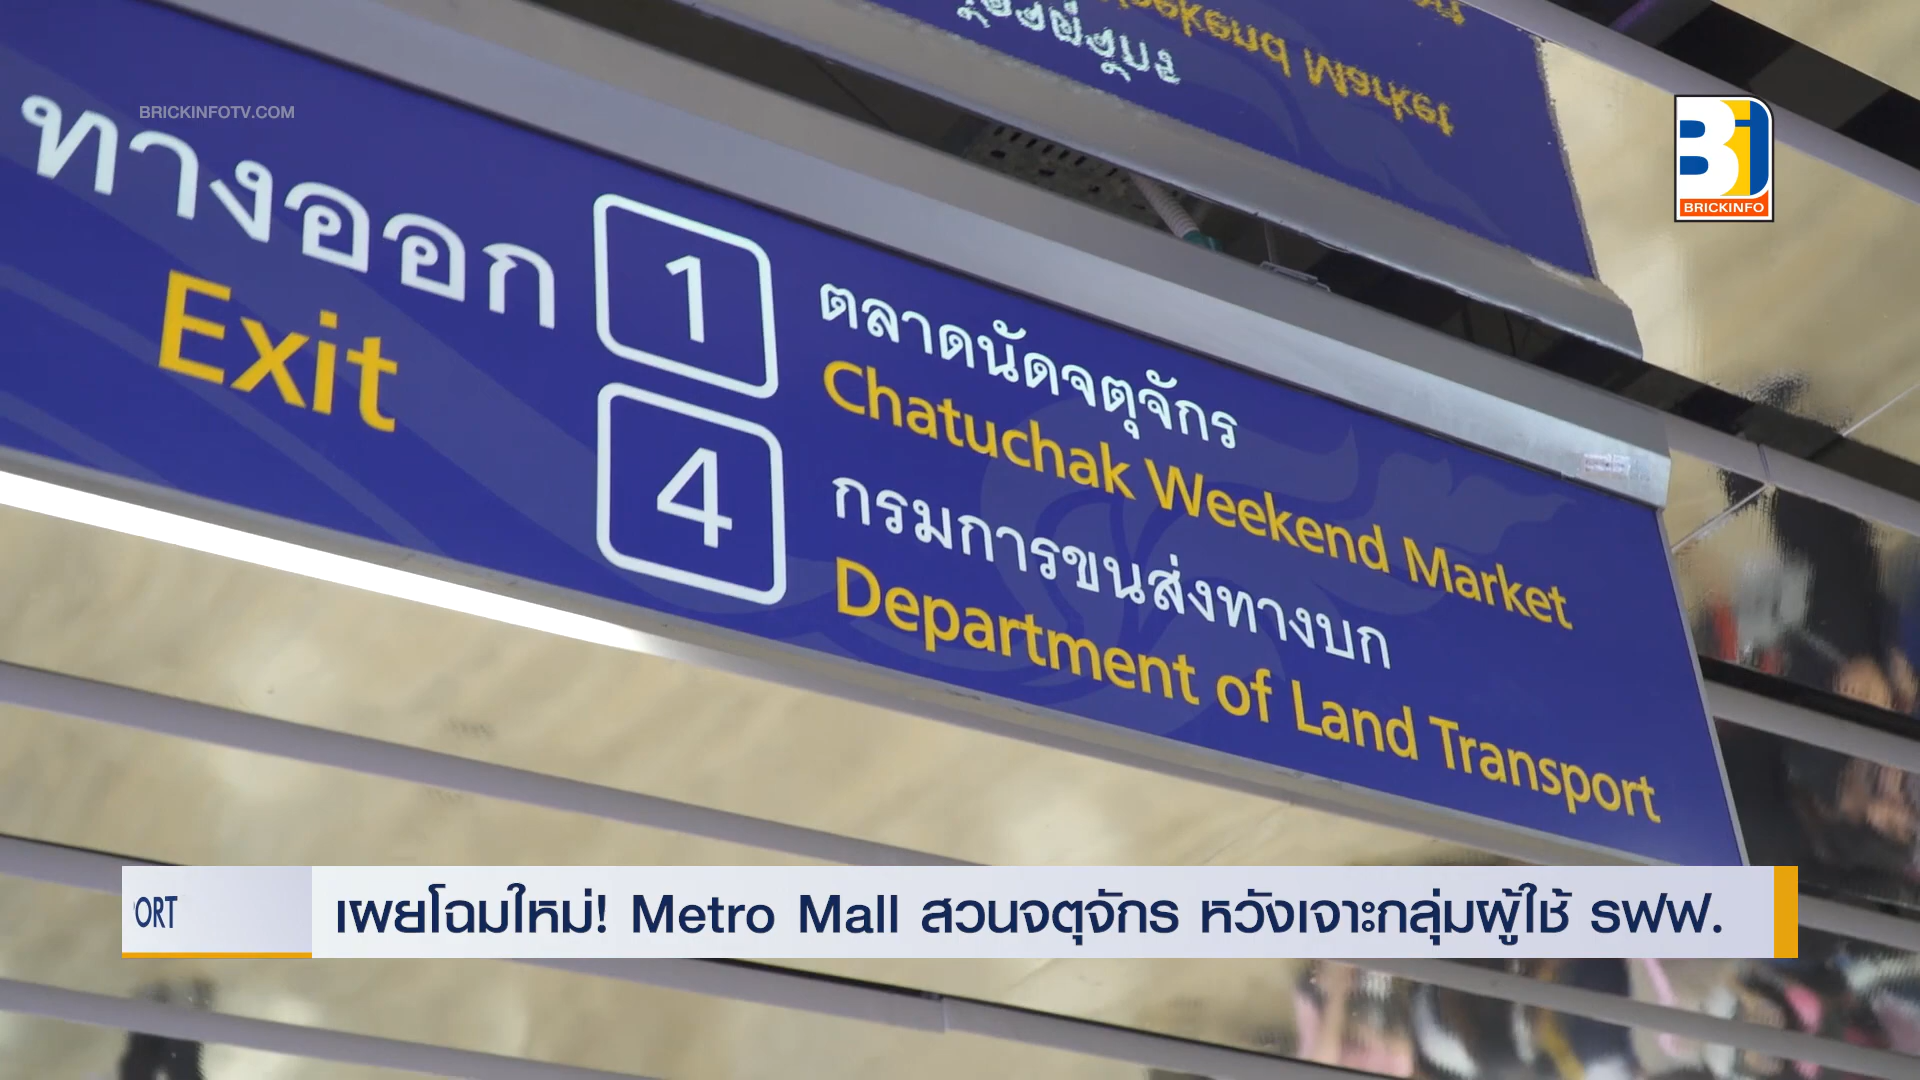 BRICKINFOTV.COM
Bi
BRICKINFO
ทางออก
Exit
1
ตลาดนัดจตุจักร
Chatuchak Weekend Market
4
กรมการขนส่งทางบก
Department of Land Transport
ORT
เผยโฉมใหม่! Metro Mall สวนจตุจักร หวังเจาะกลุ่มผู้ใช้ รฟฟ.